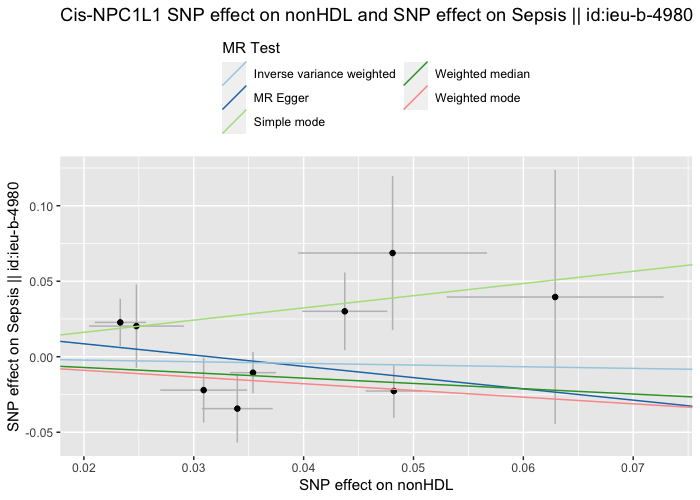 Cis-NPC1L1 SNP effect on nonHDL and SNP effect on Sepsis || id:ieu-b-4980
MR Test
Inverse variance weighted
Weighted median
MR Egger
Weighted mode
Simple mode
SNP effect on Sepsis || id:ieu-b-4980
0.10
0.05
0.00
-0.05
0.02 0.03 0.04 0.05 0.06 0.07
SNP effect on nonHDL